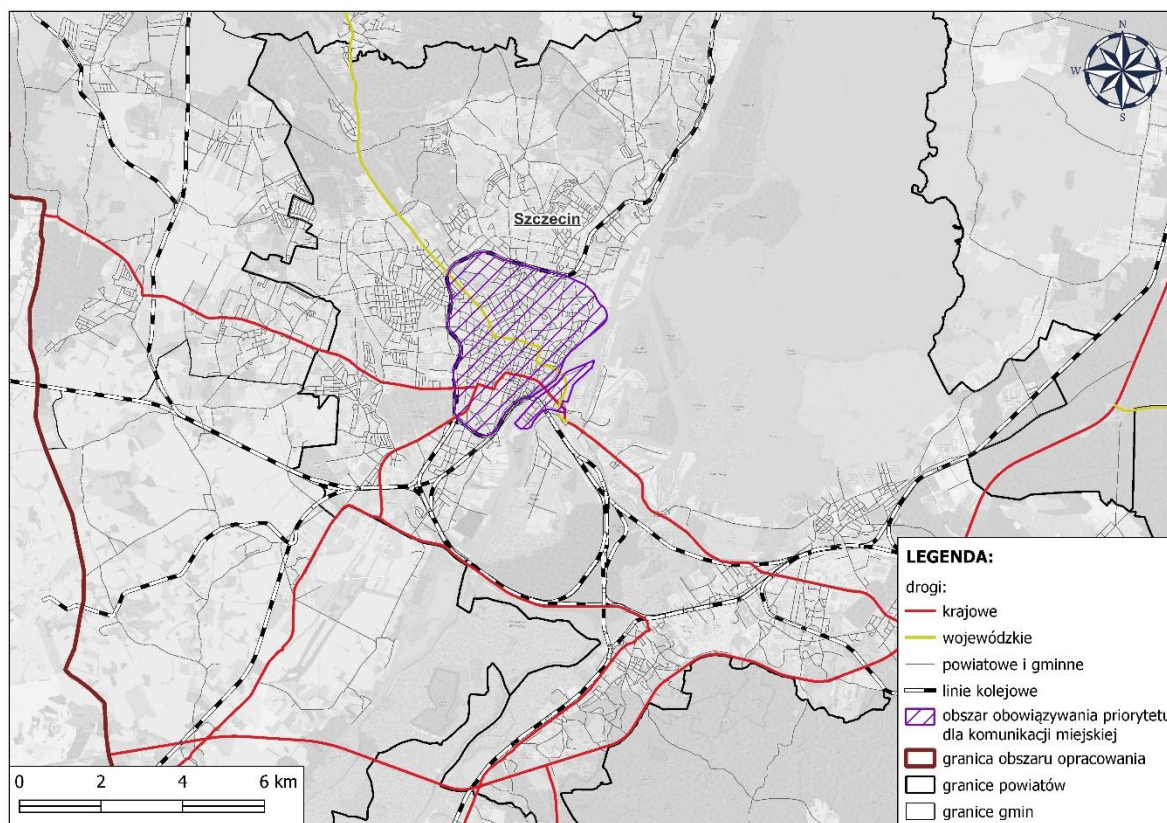 N
W
S
Szczecin
LEGENDA:
drogi:
krajowe
wojewódzkie
powiatowe i gminne
linie kolejowe
obszar obowiązywania priorytetu
dla komunikacji miejskiej
granica obszaru opracowania
granice powiatów
granice gmin
0 2 4 6 km